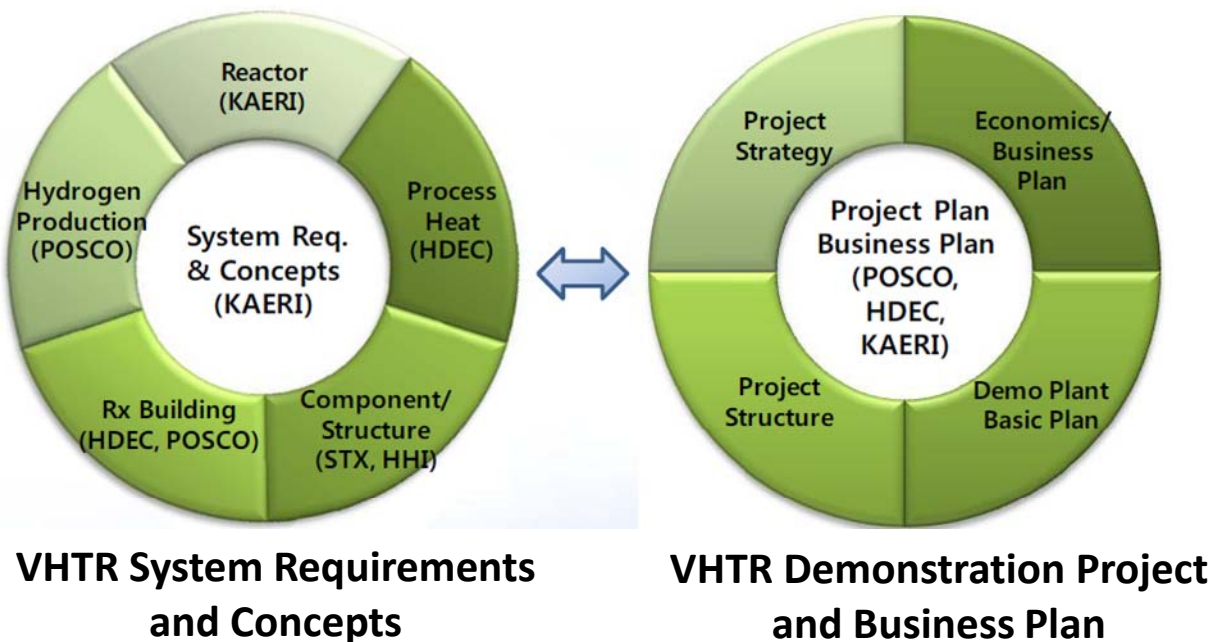 Reactor
(KAERI)
Process
Heat
(HDEC)
Component/
Structure
(STX, HHI)
Rx Building
(HDEC, POSCO)
Hydrogen
Production
(POSCO)
System Req.
& Concepts
(KAERI)
VHTR System Requirements
and Concepts
Project
Strategy
Economics/
Business
Plan
Demo Plant
Basic Plan
Project
Structure
Project Plan
Business Plan
(POSCO,
HDEC,
KAERI)
VHTR Demonstration Project
and Business Plan